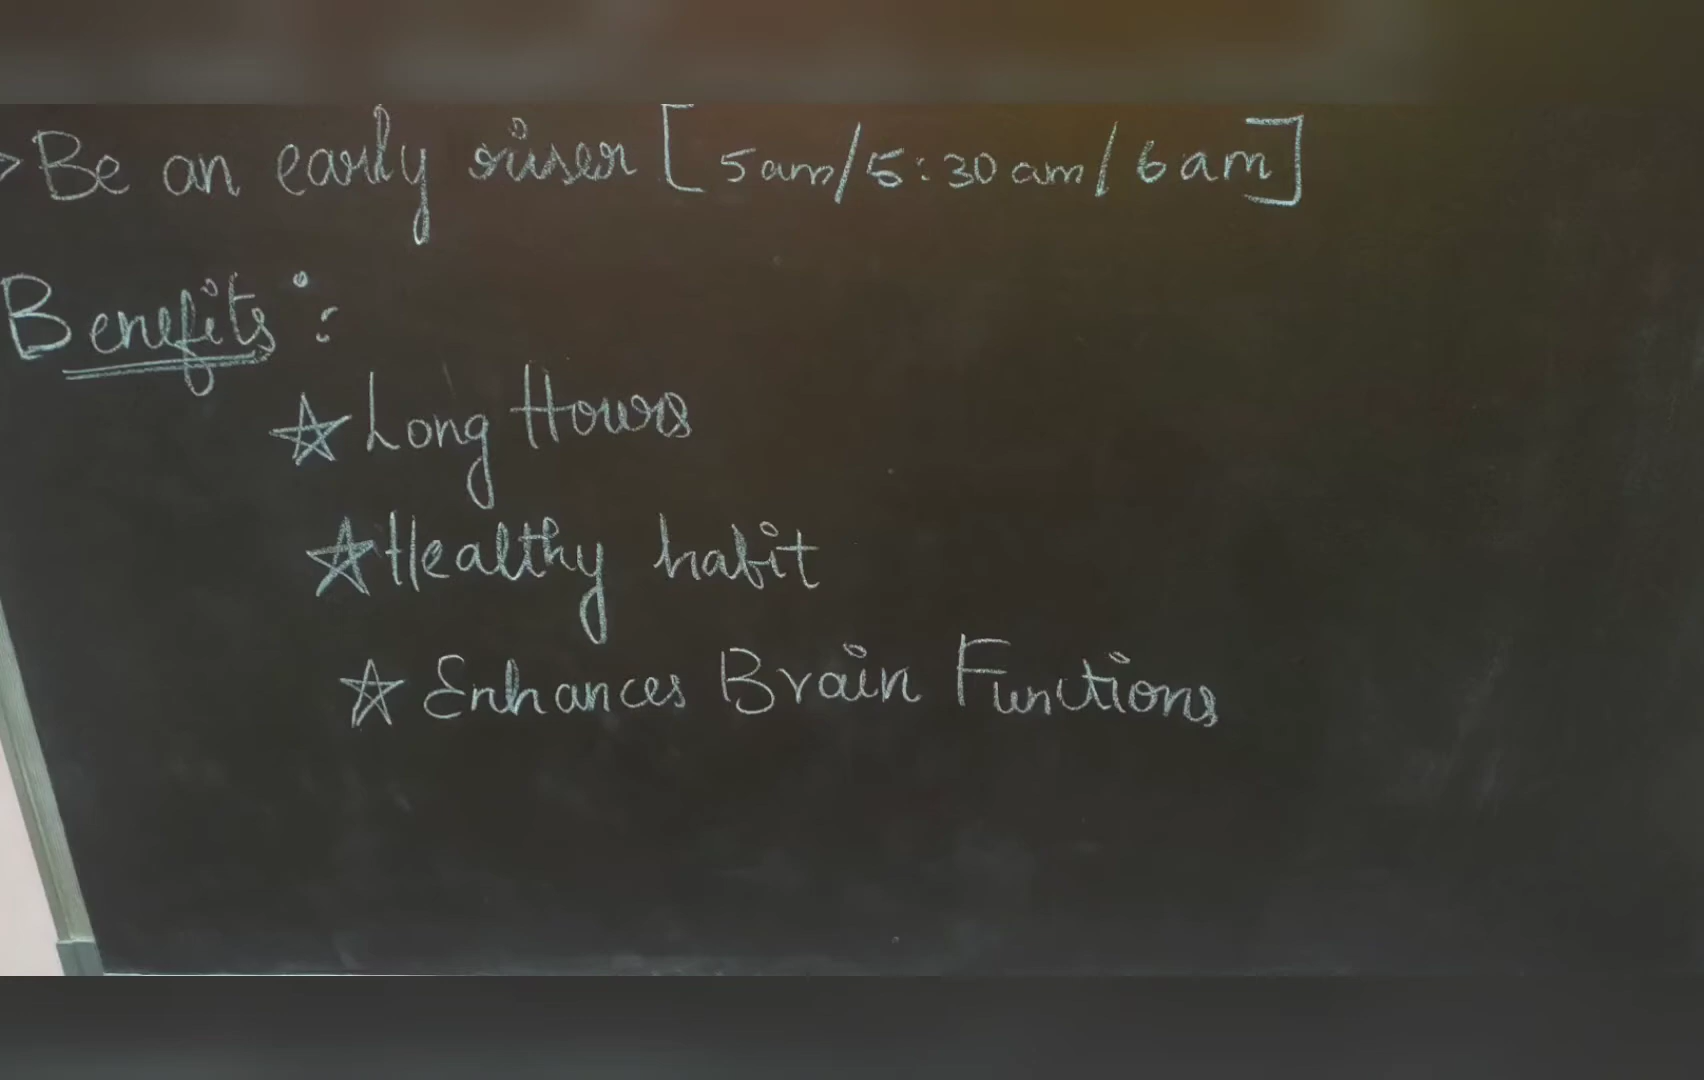 > Be an early riser [5am/5:30am/6am]
Benefits :
☆ Long Hours
☆ Healthy habit
☆ Enhances Brain Functions